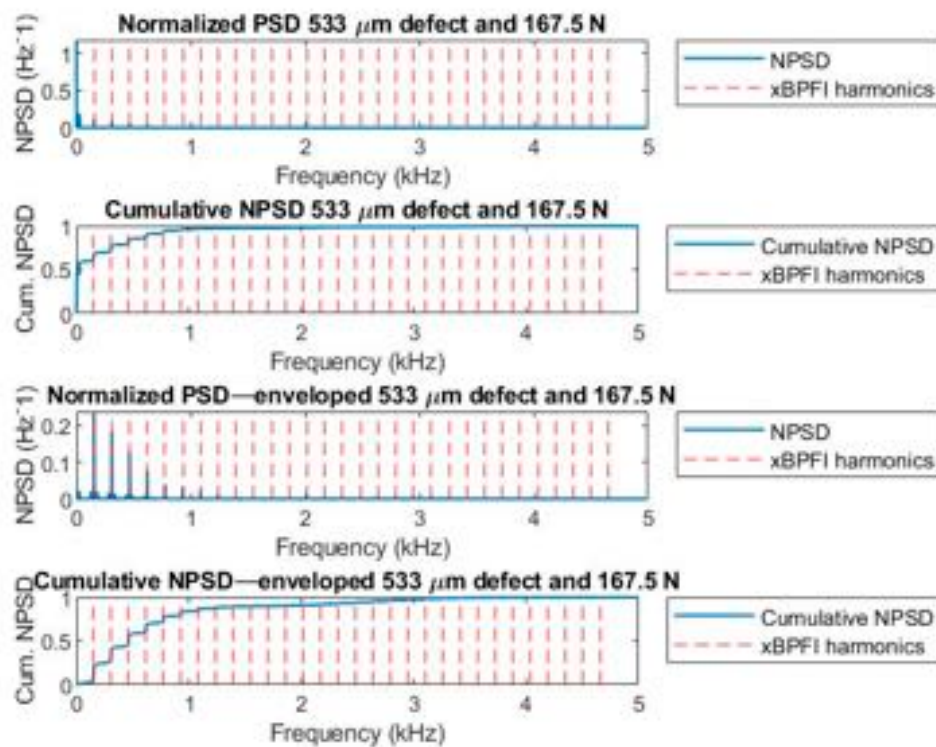 Normalized PSD 533 μm defect and 167.5 N
NPSD (Hz⁻1)
1
0.5
0
0 1 2 3 4 5
Frequency (kHz)
NPSD
xBPFI harmonics
Cumulative NPSD 533 μm defect and 167.5 N
Cum. NPSD
1
0.5
0
0 1 2 3 4 5
Frequency (kHz)
Cumulative NPSD
xBPFI harmonics
Normalized PSD—enveloped 533 μm defect and 167.5 N
NPSD (Hz⁻1)
0.2
0.1
0
0 1 2 3 4 5
Frequency (kHz)
NPSD
xBPFI harmonics
Cumulative NPSD—enveloped 533 μm defect and 167.5 N
Cum. NPSD
1
0.5
0
0 1 2 3 4 5
Frequency (kHz)
Cumulative NPSD
xBPFI harmonics